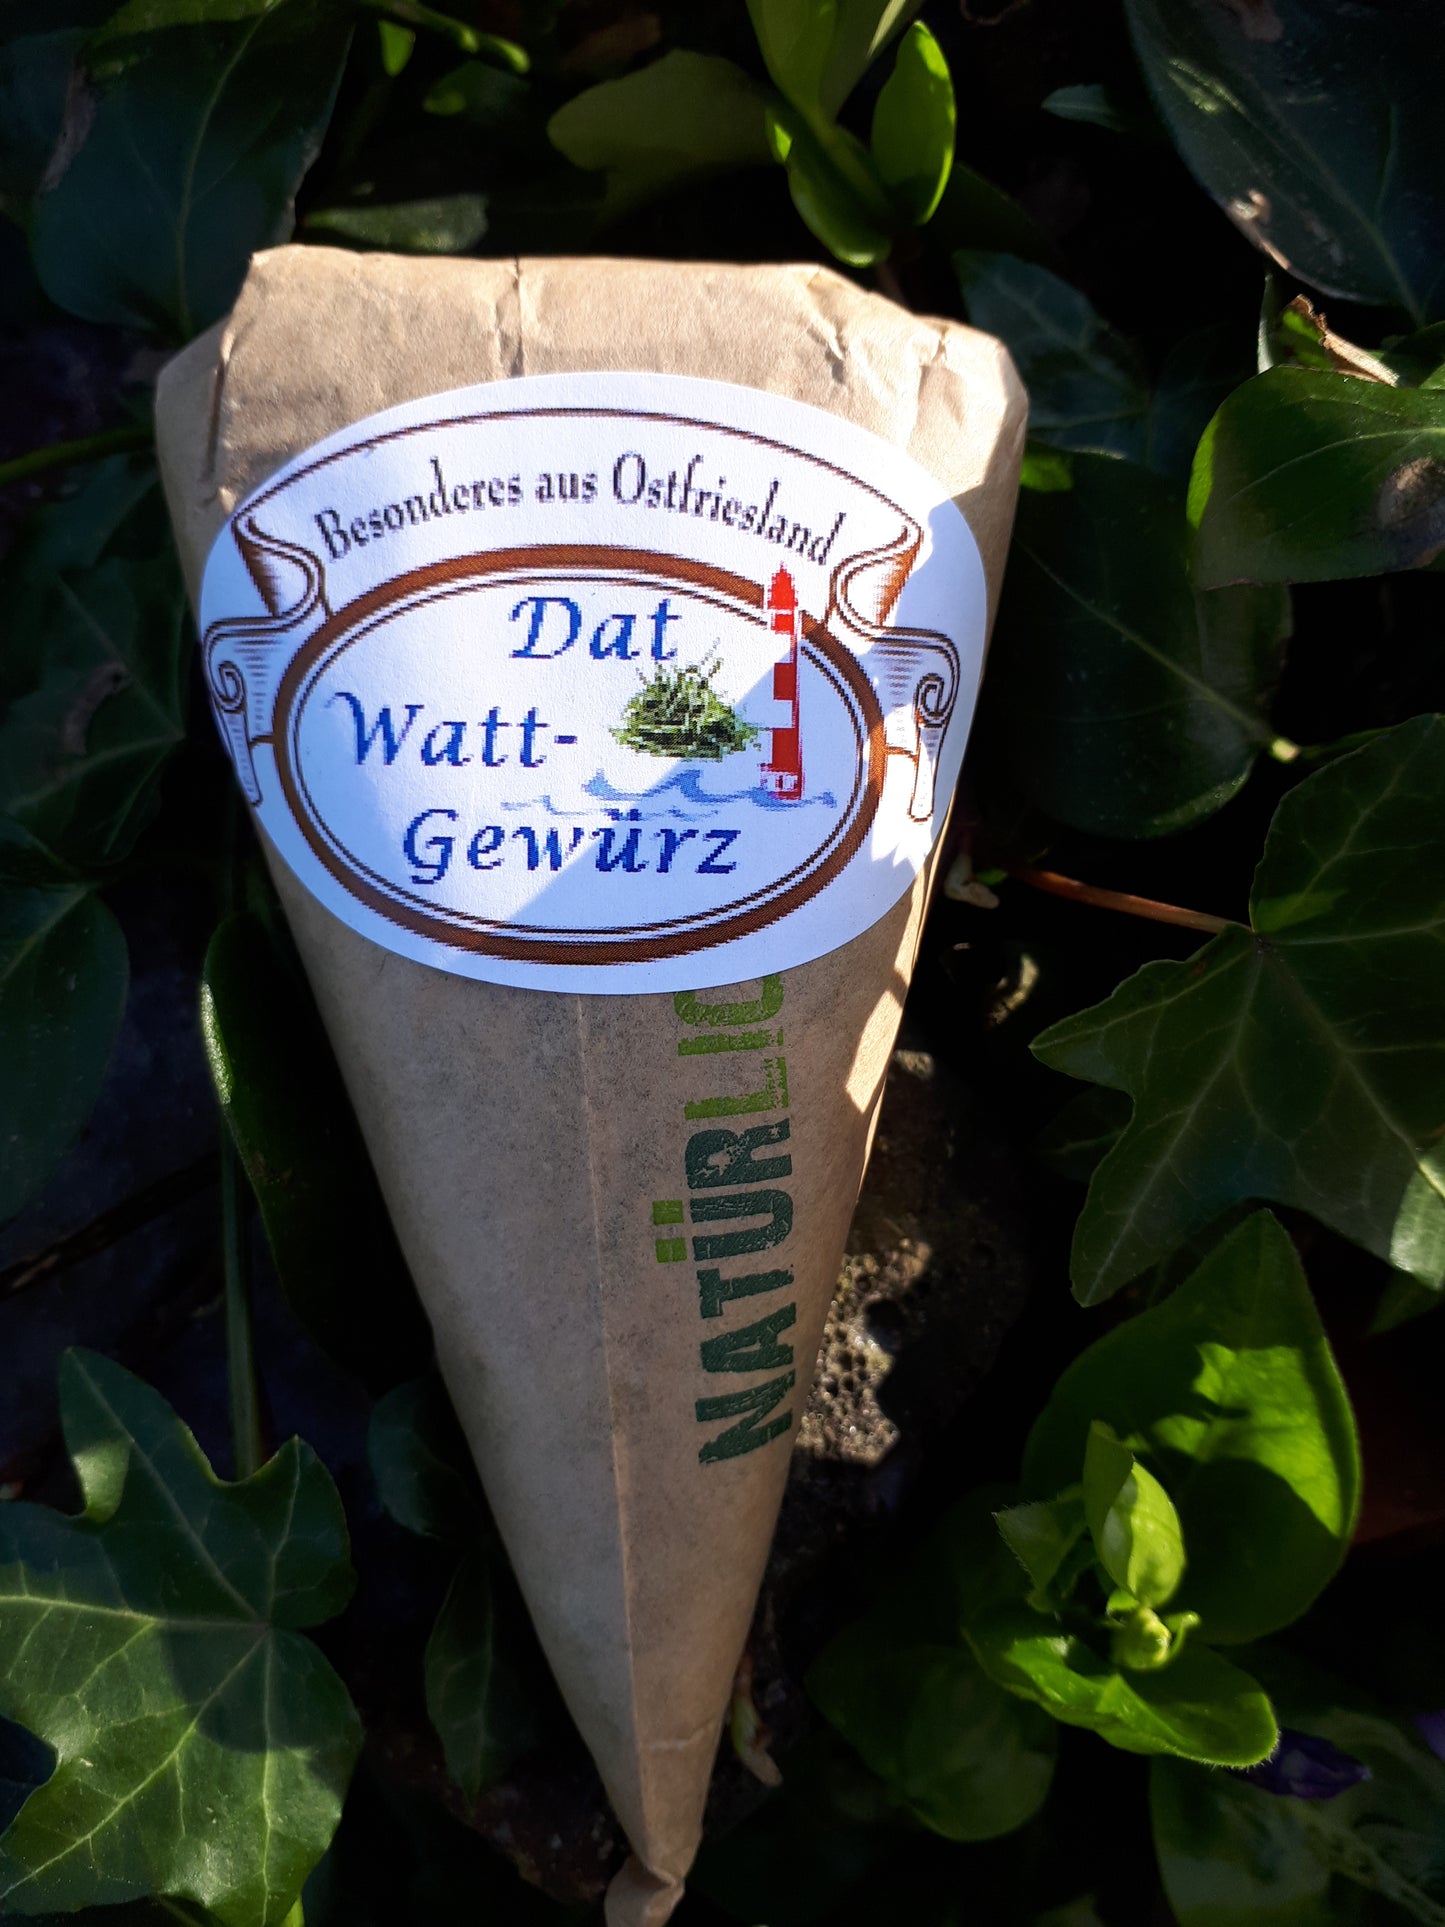 Besonderes aus Ostfriesland
Dat
Watt-
Gewürz
NATÜRLIC